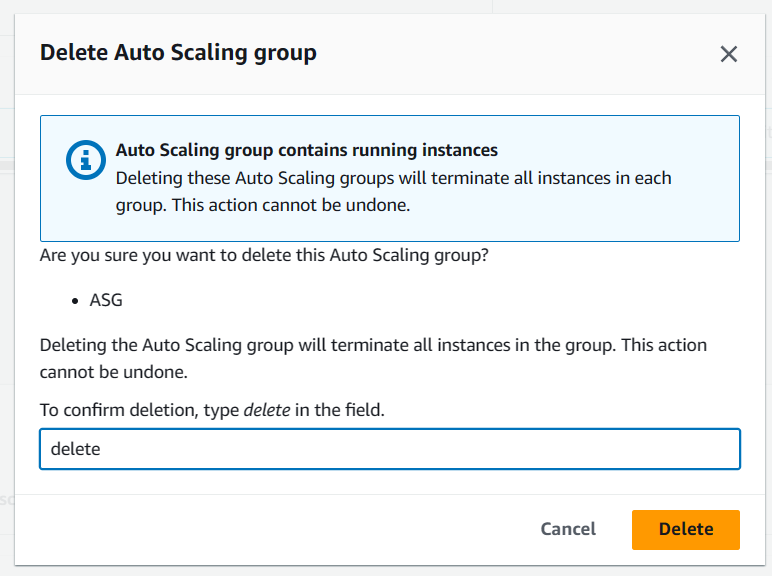 Delete Auto Scaling group
Auto Scaling group contains running instances
Deleting these Auto Scaling groups will terminate all instances in each
group. This action cannot be undone.
Are you sure you want to delete this Auto Scaling group?
• ASG
Deleting the Auto Scaling group will terminate all instances in the group. This action
cannot be undone.
To confirm deletion, type delete in the field.
delete
Cancel
Delete